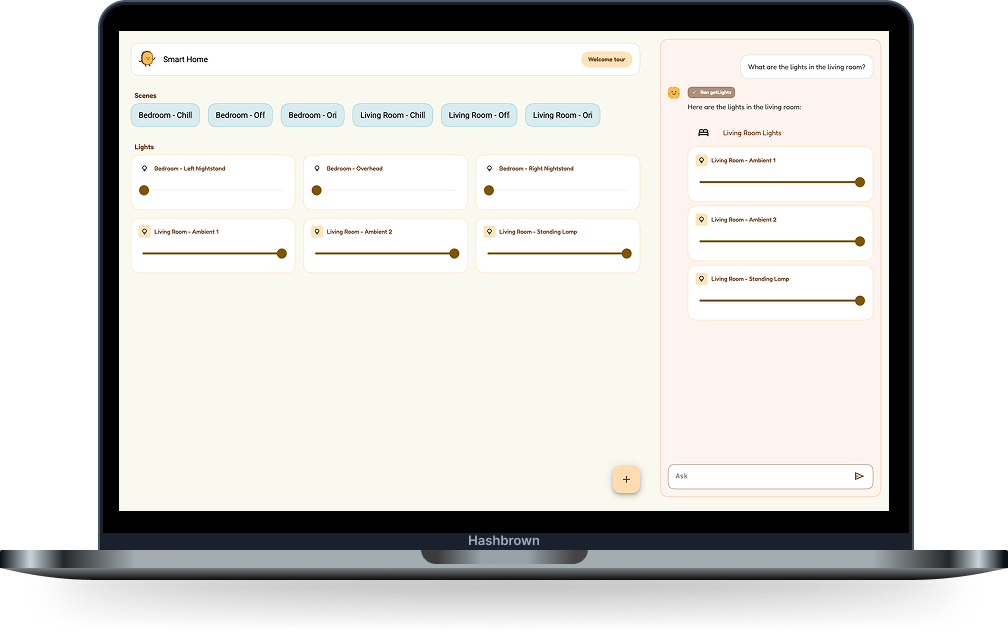 Smart Home
Welcome tour
Scenes
Bedroom - Chill
Bedroom - Off
Bedroom - Ori
Living Room - Chill
Living Room - Off
Living Room - Ori
Lights
Bedroom - Left Nightstand
Bedroom - Overhead
Bedroom - Right Nightstand
Living Room - Ambient 1
Living Room - Ambient 2
Living Room - Standing Lamp
+
What are the lights in the living room?
Ran getLights
Here are the lights in the living room:
Living Room Lights
Living Room - Ambient 1
Living Room - Ambient 2
Living Room - Standing Lamp
Ask
Hashbrown